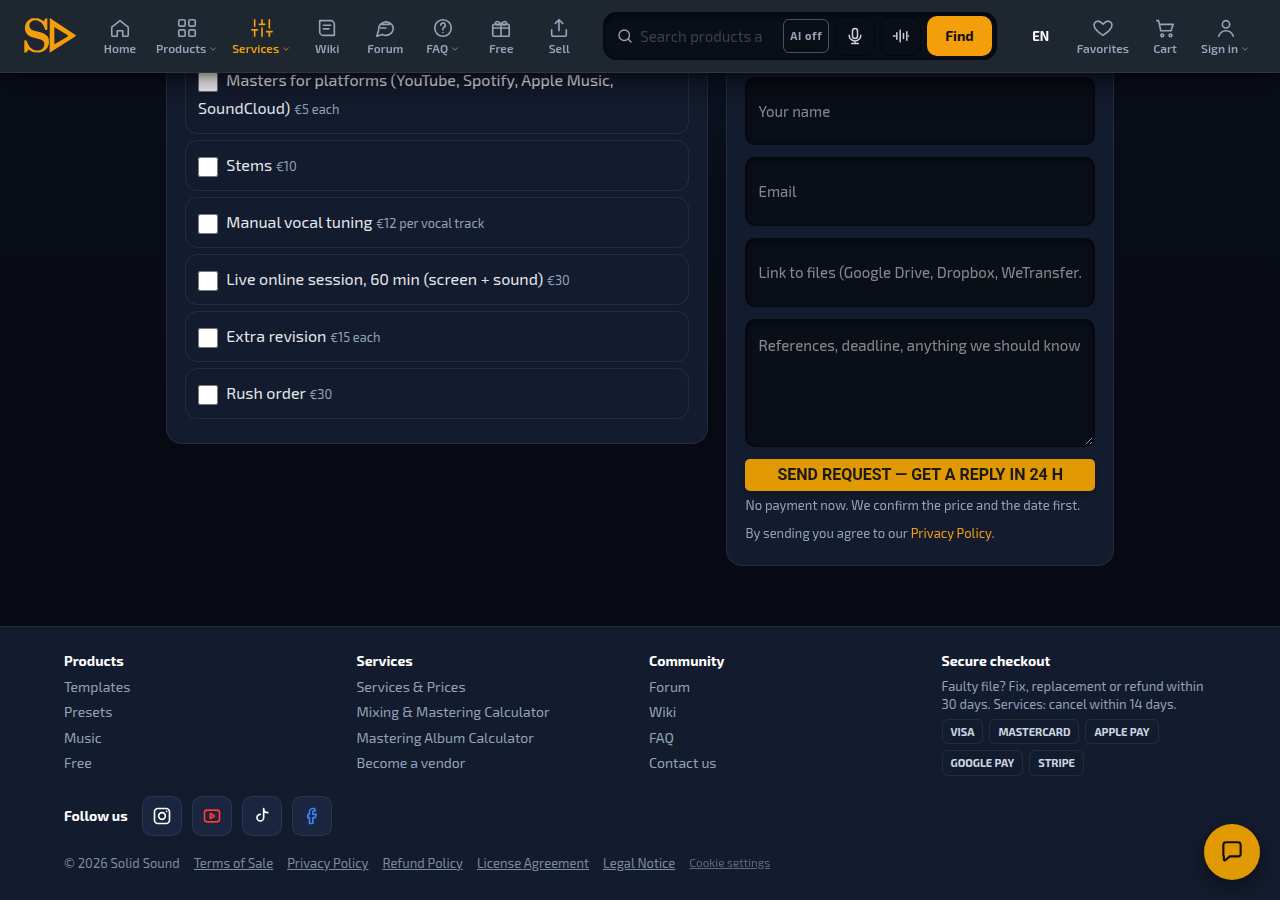 Home
Products
Services
Wiki
Forum
FAQ
Free
Sell
Search products a
AI off
Find
EN
Favorites
Cart
Sign in
Masters for platforms (YouTube, Spotify, Apple Music,
SoundCloud) €5 each
Stems €10
Manual vocal tuning €12 per vocal track
Live online session, 60 min (screen + sound) €30
Extra revision €15 each
Rush order €30
Your name
Email
Link to files (Google Drive, Dropbox, WeTransfer.
References, deadline, anything we should know
SEND REQUEST — GET A REPLY IN 24 H
No payment now. We confirm the price and the date first.
By sending you agree to our Privacy Policy.
Products
Templates
Presets
Music
Free
Services
Services & Prices
Mixing & Mastering Calculator
Mastering Album Calculator
Become a vendor
Community
Forum
Wiki
FAQ
Contact us
Secure checkout
Faulty file? Fix, replacement or refund within
30 days. Services: cancel within 14 days.
VISA MASTERCARD APPLE PAY
GOOGLE PAY STRIPE
Follow us
© 2026 Solid Sound Terms of Sale Privacy Policy Refund Policy License Agreement Legal Notice Cookie settings